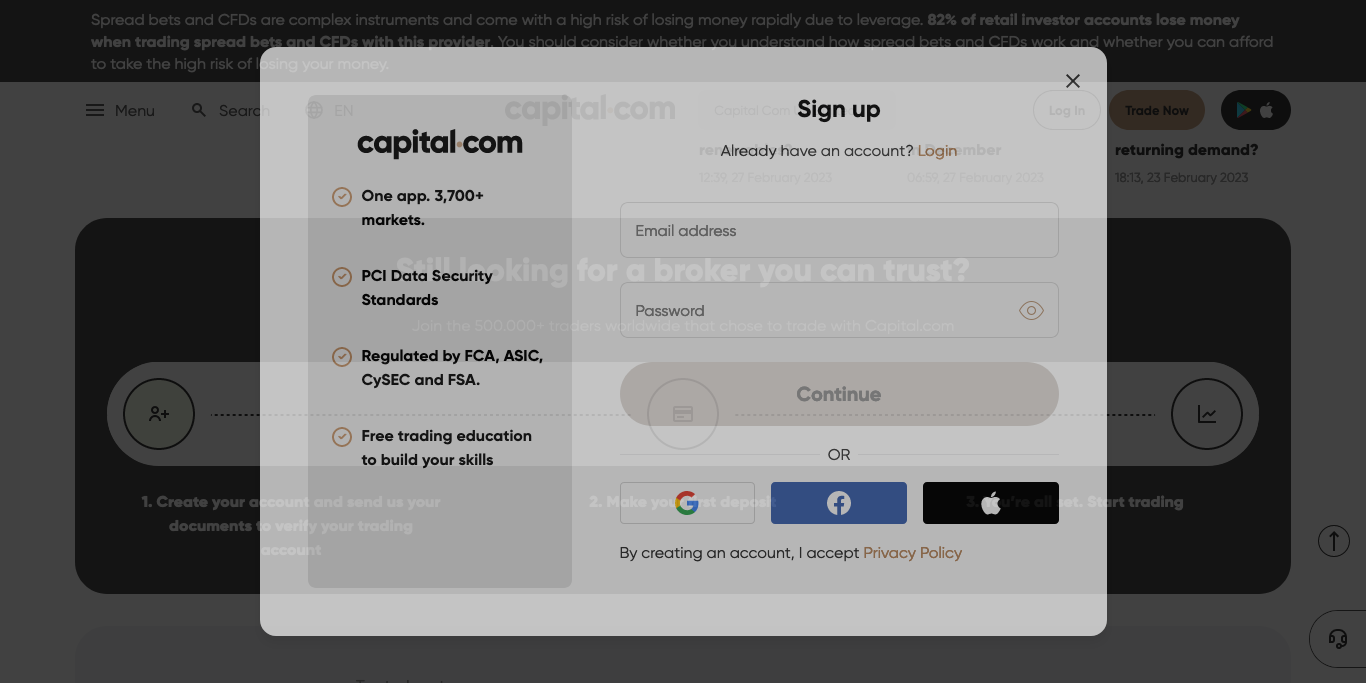 Spread bets and CFDs are complex instruments and come with a high risk of losing money rapidly due to leverage. 82% of retail investor accounts lose money
when trading spread bets and CFDs with this provider. You should consider whether you understand how spread bets and CFDs work and whether you can afford
to take the high risk of losing your money.
Menu
Search
EN
capital.com
Capital Com
Log In
Trade Now
December
returning demand?
12:39, 27 February 2023
06:59, 27 February 2023
18:13, 23 February 2023
capital.com
One app. 3,700+
markets.
PCI Data Security
Standards
Regulated by FCA, ASIC,
CySEC and FSA.
Free trading education
to build your skills
Sign up
Already have an account? Login
Email address
Password
Continue
OR
By creating an account, I accept Privacy Policy
Still looking for a broker you can trust?
Join the 500.000+ traders worldwide that chose to trade with Capital.com
1. Create your account and send us your
documents to verify your trading
account
2. Make your first deposit
3. You're all set. Start trading